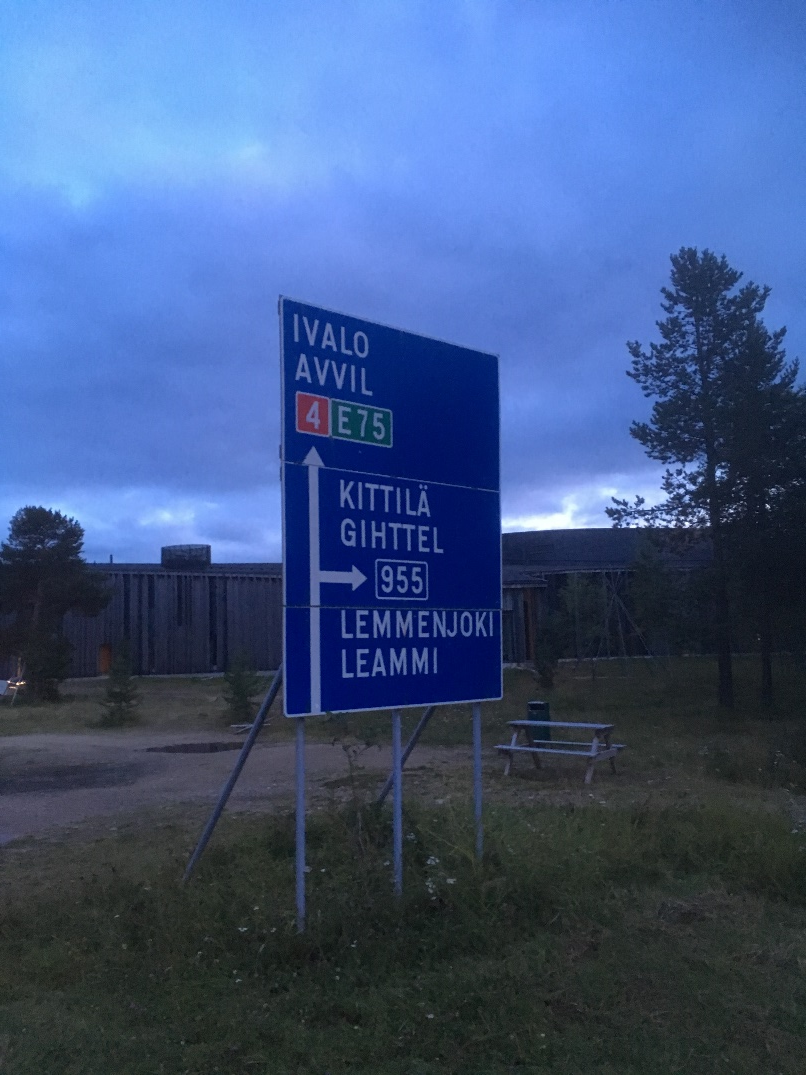 IVALO
AVVIL
4 E75
KITTILÄ
GIHTTEL
955
LEMMENJOKI
LEAMMI